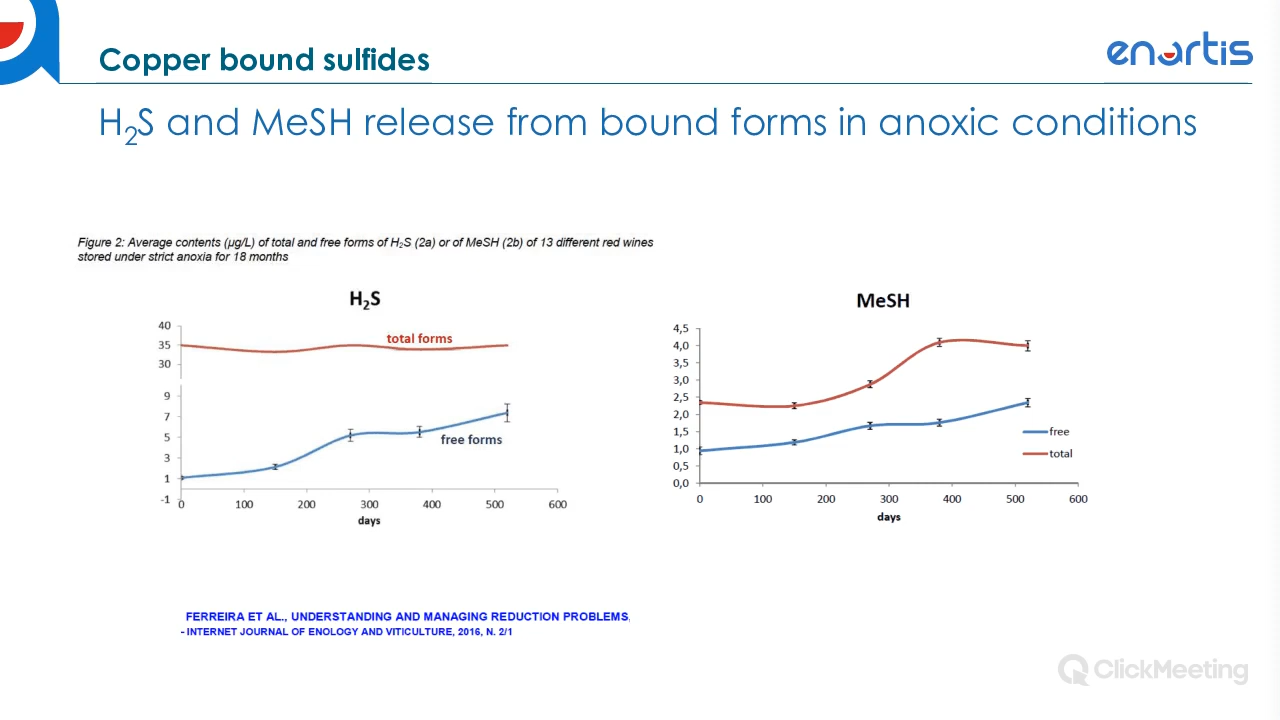 Copper bound sulfides
enartis
H₂S and MeSH release from bound forms in anoxic conditions
Figure 2: Average contents (µg/L) of total and free forms of H₂S (2a) or of MeSH (2b) of 13 different red wines
stored under strict anoxia for 18 months
H₂S
40
35
30
total forms
9
7
5
3
1
-1
free forms
0 100 200 300 400 500 600
days
MeSH
4,5
4,0
3,5
3,0
2,5
2,0
1,5
1,0
0,5
0,0
free
total
0 100 200 300 400 500 600
days
FERREIRA ET AL., UNDERSTANDING AND MANAGING REDUCTION PROBLEMS,
- INTERNET JOURNAL OF ENOLOGY AND VITICULTURE, 2016, N. 2/1
ClickMeeting